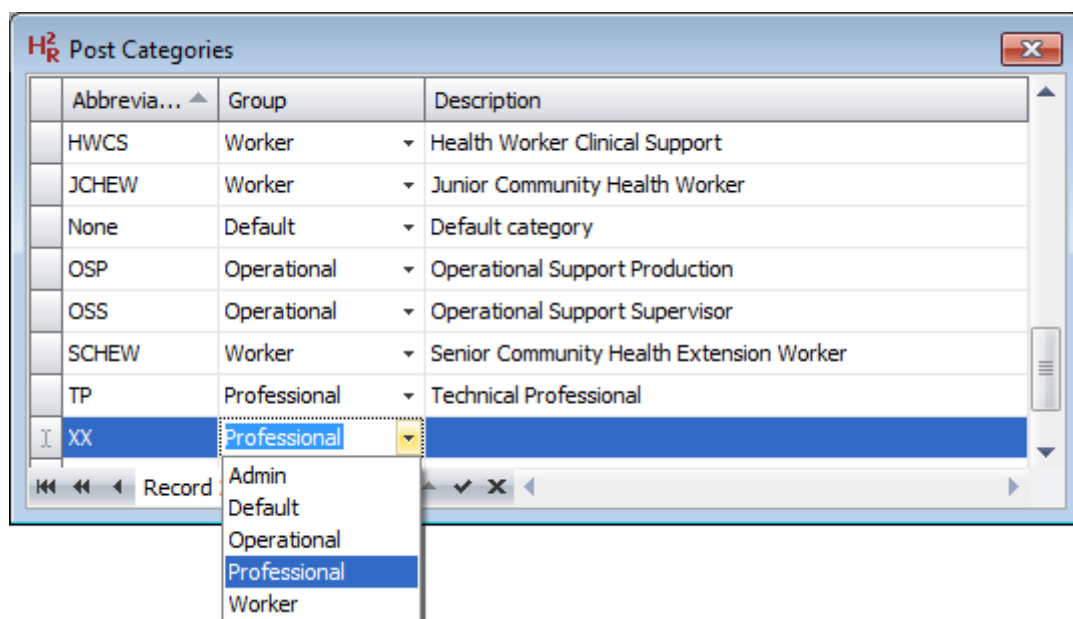 H2R Post Categories
Abbrevia... Group Description
HWCS Worker Health Worker Clinical Support
JCHEW Worker Junior Community Health Worker
None Default Default category
OSP Operational Operational Support Production
OSS Operational Operational Support Supervisor
SCHEW Worker Senior Community Health Extension Worker
TP Professional Technical Professional
XX Professional
Record
Admin
Default
Operational
Professional
Worker